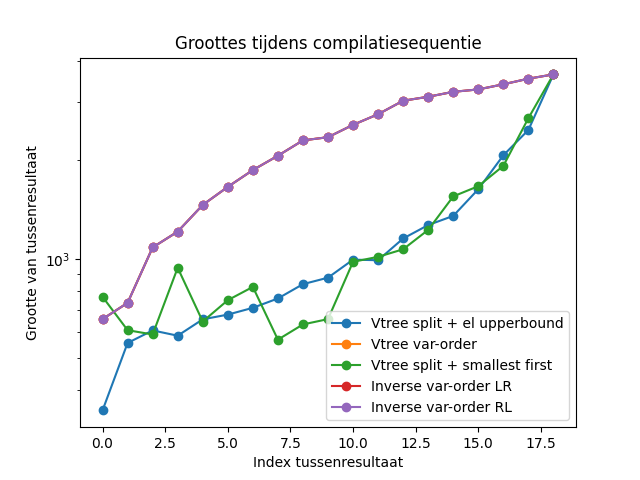 Groottes tijdens compilatiesequentie
Grootte van tussenresultaat
10³
0.0 2.5 5.0 7.5 10.0 12.5 15.0 17.5
Index tussenresultaat
Vtree split + el upperbound
Vtree var-order
Vtree split + smallest first
Inverse var-order LR
Inverse var-order RL